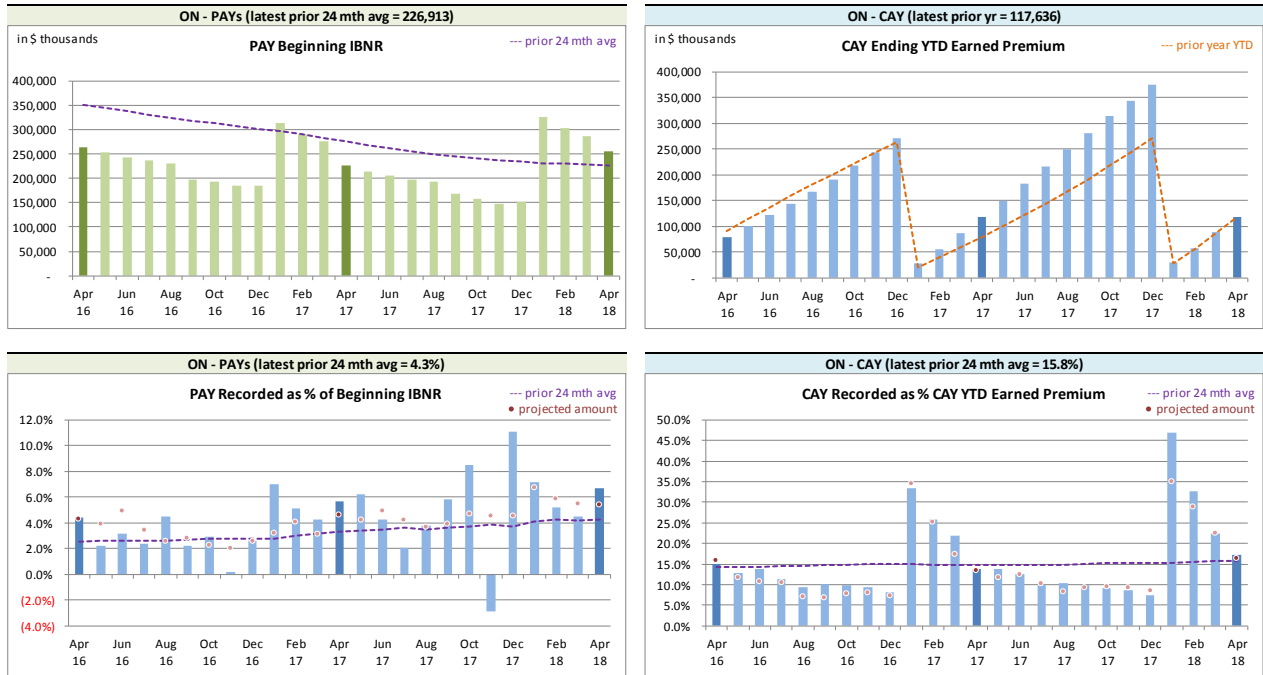 ON - PAYs (latest prior 24 mth avg = 226,913)
in $ thousands
PAY Beginning IBNR
--- prior 24 mth avg
400,000
350,000
300,000
250,000
200,000
150,000
100,000
50,000
-
Apr Jun Aug Oct Dec Feb Apr Jun Aug Oct Dec Feb Apr
16 16 16 16 16 17 17 17 17 17 17 18 18
ON - CAY (latest prior yr = 117,636)
in $ thousands
CAY Ending YTD Earned Premium
--- prior year YTD
400,000
350,000
300,000
250,000
200,000
150,000
100,000
50,000
-
Apr Jun Aug Oct Dec Feb Apr Jun Aug Oct Dec Feb Apr
16 16 16 16 16 17 17 17 17 17 17 18 18
ON - PAYs (latest prior 24 mth avg = 4.3%)
PAY Recorded as % of Beginning IBNR
--- prior 24 mth avg
● projected amount
12.0%
10.0%
8.0%
6.0%
4.0%
2.0%
0.0%
(2.0%)
(4.0%)
Apr Jun Aug Oct Dec Feb Apr Jun Aug Oct Dec Feb Apr
16 16 16 16 16 17 17 17 17 17 17 18 18
ON - CAY (latest prior 24 mth avg = 15.8%)
CAY Recorded as % CAY YTD Earned Premium
--- prior 24 mth avg
● projected amount
50.0%
45.0%
40.0%
35.0%
30.0%
25.0%
20.0%
15.0%
10.0%
5.0%
0.0%
Apr Jun Aug Oct Dec Feb Apr Jun Aug Oct Dec Feb Apr
16 16 16 16 16 17 17 17 17 17 17 18 18